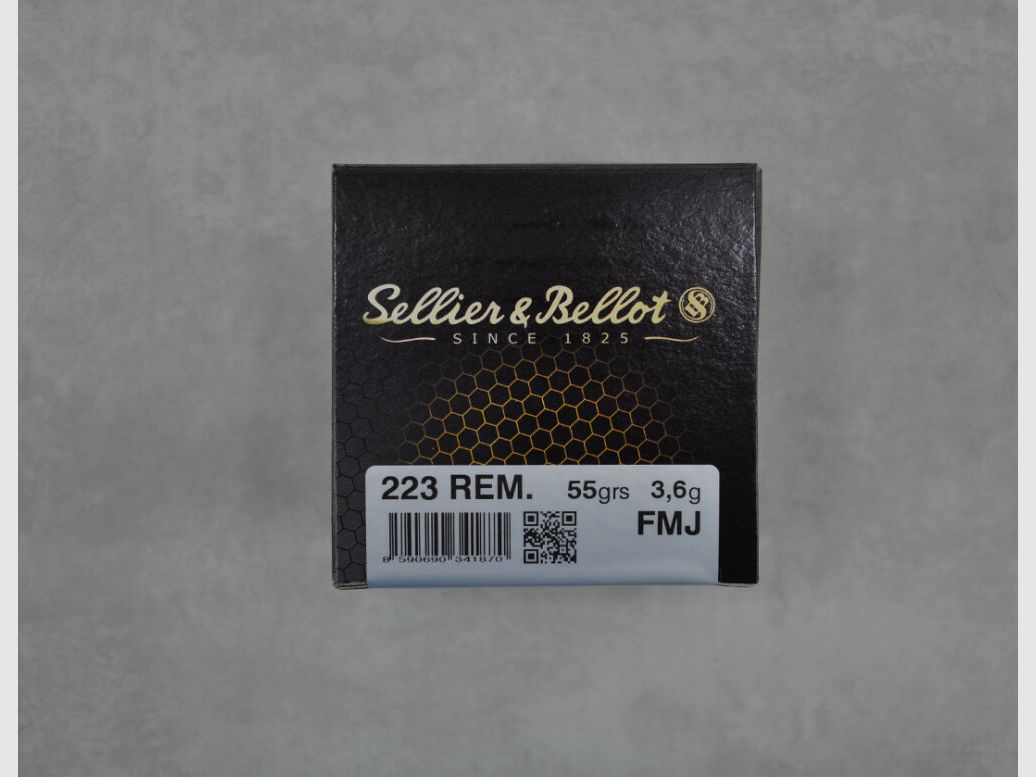 Sellier & Bellot
SINCE 1825
223 REM. 55grs 3,6g
FMJ
8 590690 341870